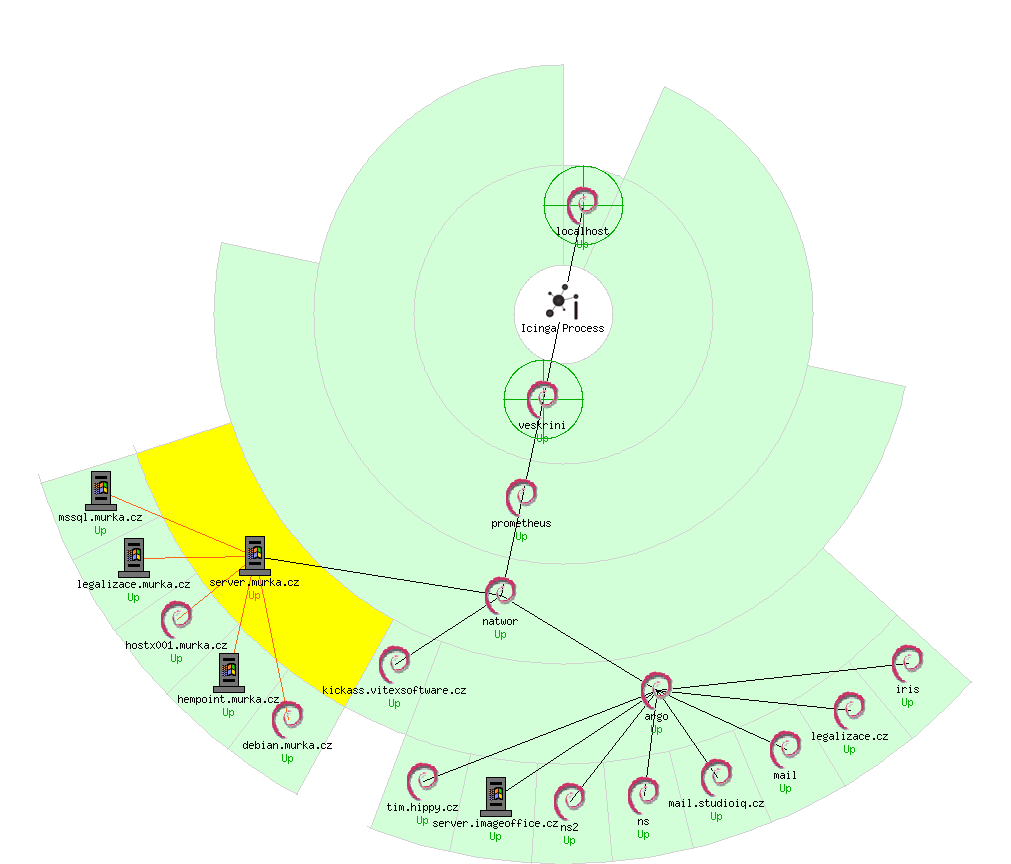 localhost
Up
i
Icinga Process
veskrini
Up
mssql.murka.cz
Up
prometheus
Up
legalizace.murka.cz
Up
server.murka.cz
Up
natwor
Up
hostx001.murka.cz
Up
kickass.vitexsoftware.cz
Up
iris
Up
hempoint.murka.cz
Up
argo
Up
legalizace.cz
Up
debian.murka.cz
Up
mail
Up
tim.hippy.cz
Up
mail.studioiq.cz
Up
server.imageoffice.cz
Up
ns2
Up
ns
Up